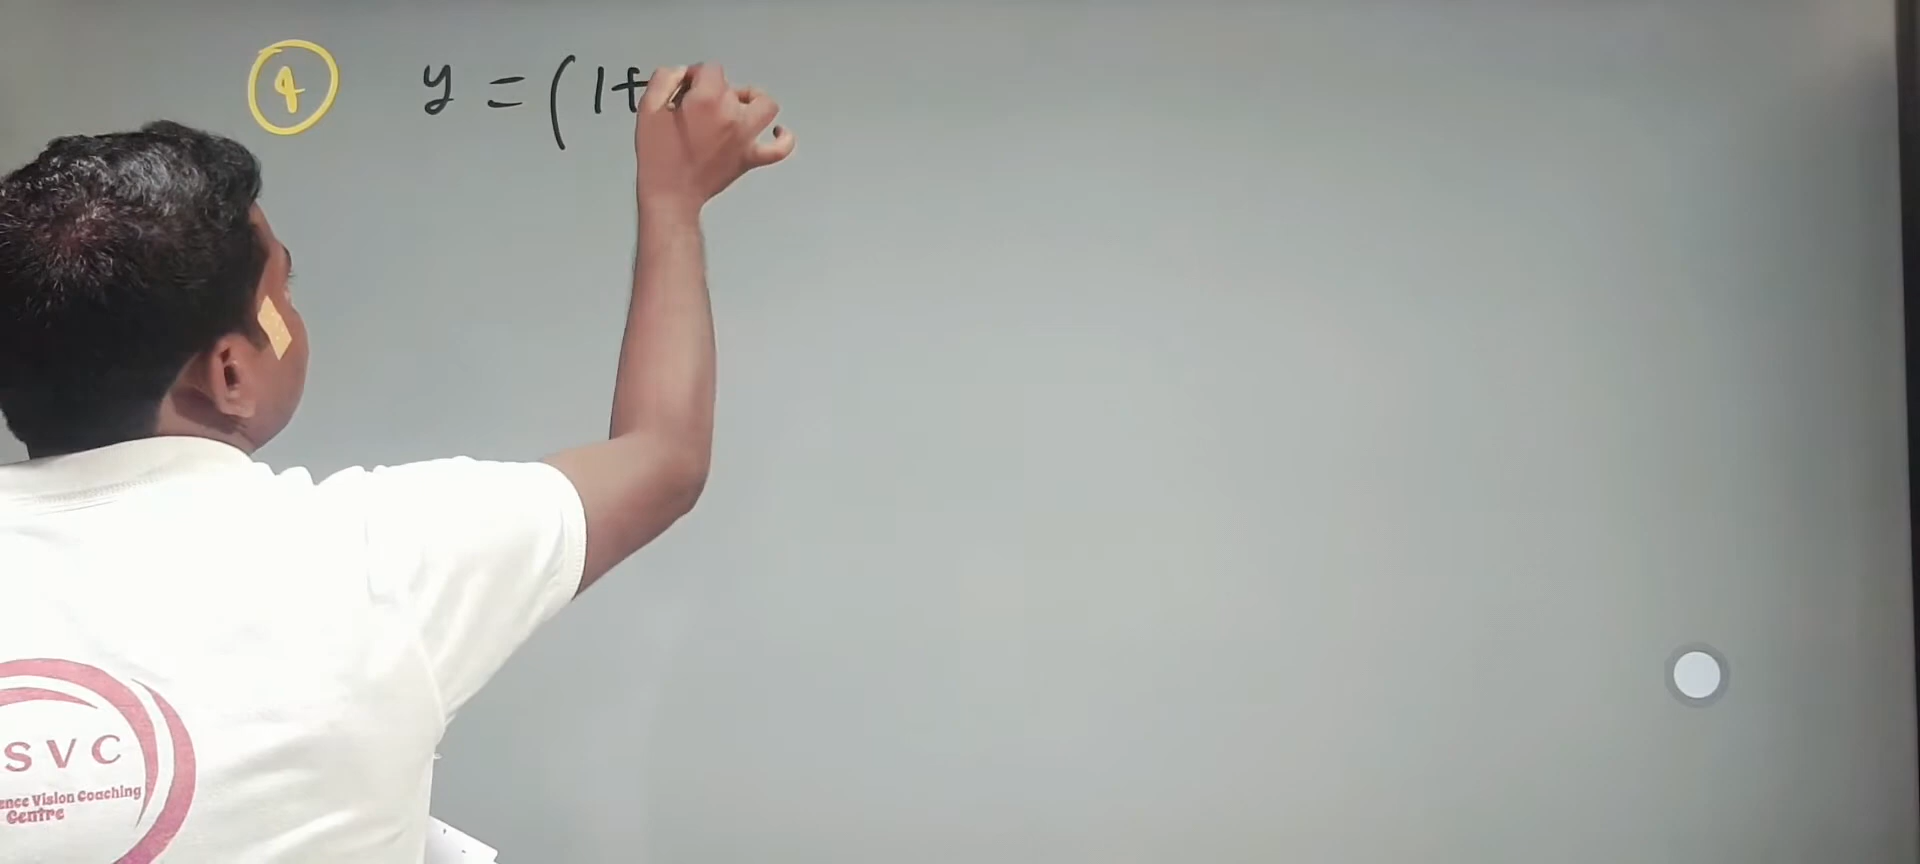 4 y = (1+
SVC
ence Vision Coaching
Centre